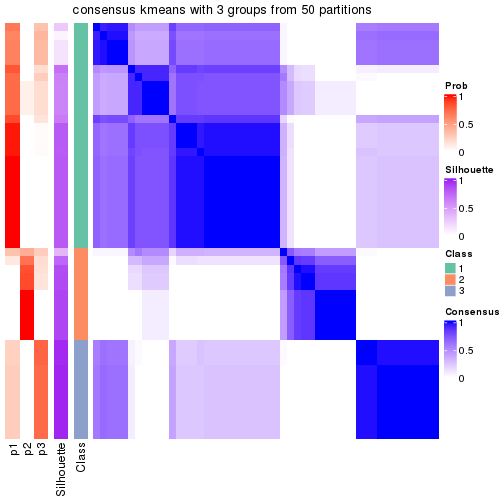 consensus kmeans with 3 groups from 50 partitions
Prob
1
0.5
0
Silhouette
1
0.5
0
Class
1
2
3
Consensus
1
0.5
0
p1
p2
p3
Silhouette
Class